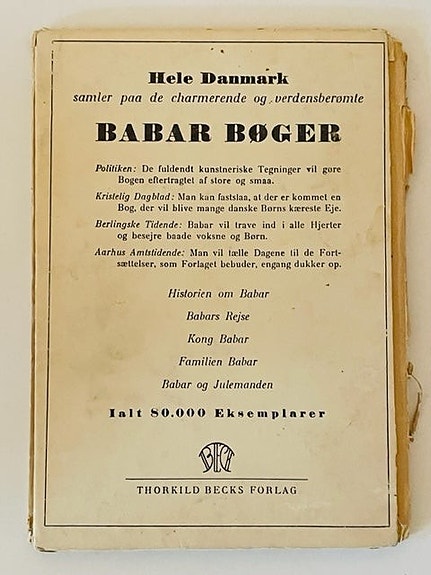 Hele Danmark
samler paa de charmerende og verdensberømte
BABAR BØGER
Politiken: De fuldendt kunstneriske Tegninger vil gøre
Bogen eftertragtet af store og smaa.
Kristelig Dagblad: Man kan fastslaa, at der er kommet en
Bog, der vil blive mange danske Børns kæreste Eje.
Berlingske Tidende: Babar vil trave ind i alle Hjerter
og besejre baade voksne og Børn.
Aarhus Amtstidende: Man vil tælle Dagene til de Fort-
sættelser, som Forlaget bebuder, engang dukker op.
Historien om Babar
Babars Rejse
Kong Babar
Familien Babar
Babar og Julemanden
Ialt 80.000 Eksemplarer
BECK
THORKILD BECKS FORLAG